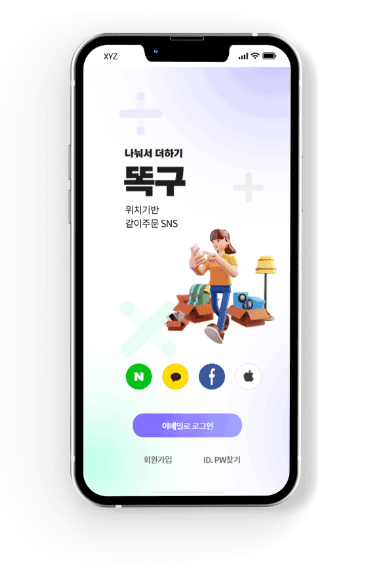 XYZ
나눠서 더하기
똑구
위치기반
같이주문 SNS
N
f
이메일로 로그인
회원가입
ID, PW찾기